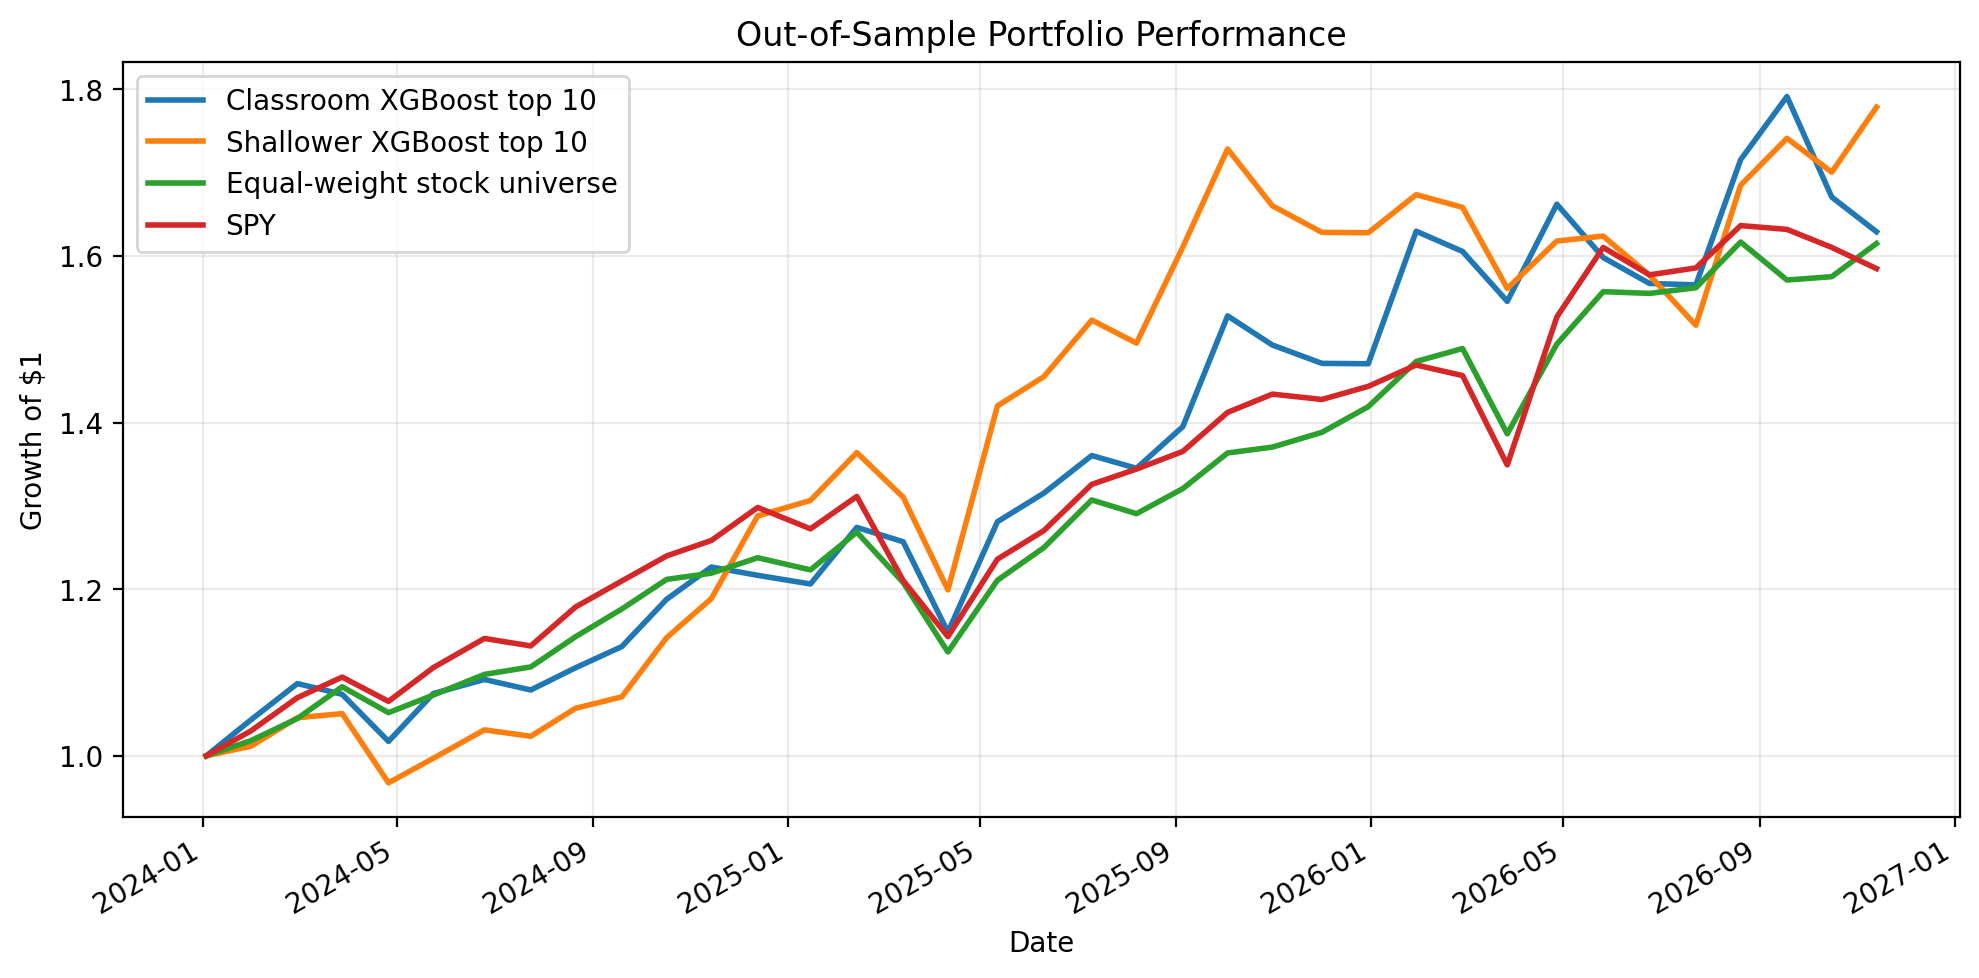 Out-of-Sample Portfolio Performance
Classroom XGBoost top 10
Shallower XGBoost top 10
Equal-weight stock universe
SPY
Growth of $1
1.8
1.6
1.4
1.2
1.0
2024-01
2024-05
2024-09
2025-01
2025-05
2025-09
2026-01
2026-05
2026-09
2027-01
Date